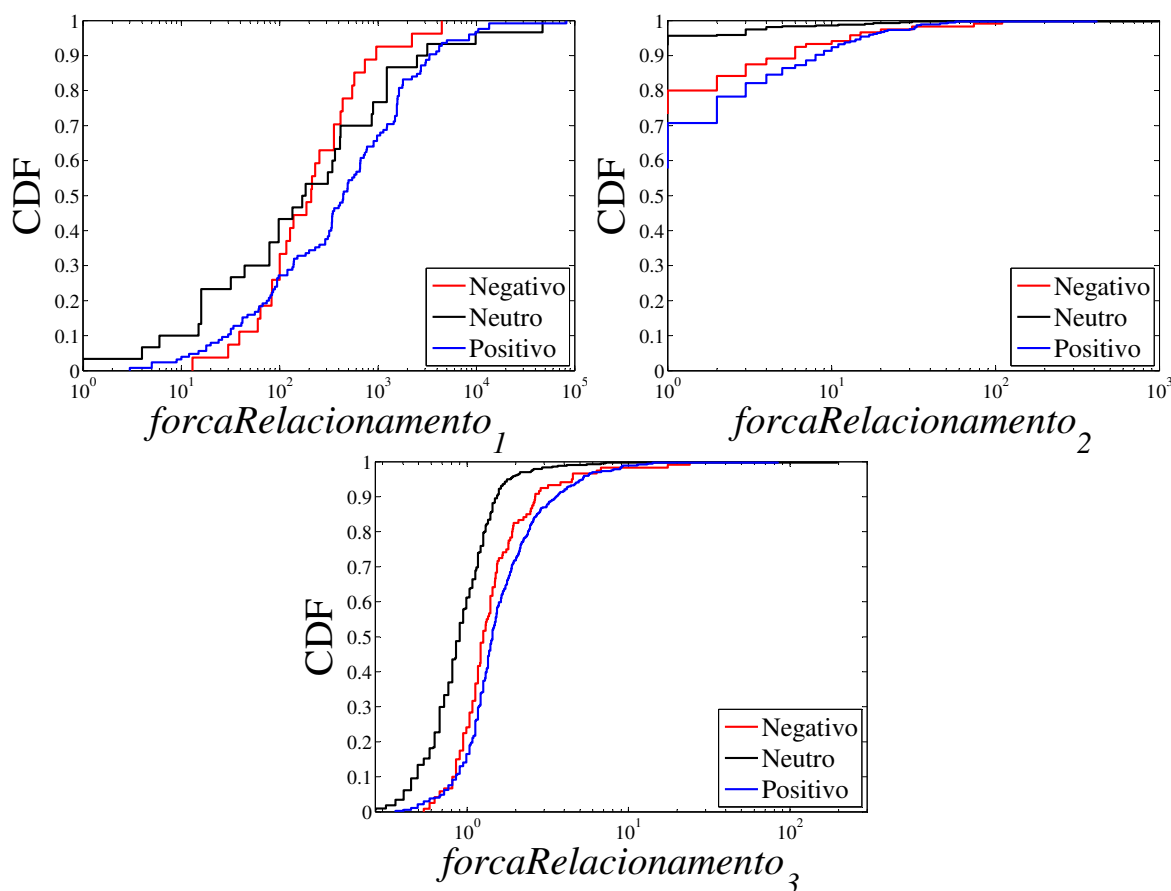 1
0.9
0.8
0.7
0.6
0.5
0.4
0.3
0.2
0.1
0
CDF
Negativo
Neutro
Positivo
10^0 10^1 10^2 10^3 10^4 10^5
forcaRelacionamento_1
1
0.9
0.8
0.7
0.6
0.5
0.4
0.3
0.2
0.1
0
CDF
Negativo
Neutro
Positivo
10^0 10^1 10^2 10^3
forcaRelacionamento_2
1
0.9
0.8
0.7
0.6
0.5
0.4
0.3
0.2
0.1
0
CDF
Negativo
Neutro
Positivo
10^0 10^1 10^2
forcaRelacionamento_3